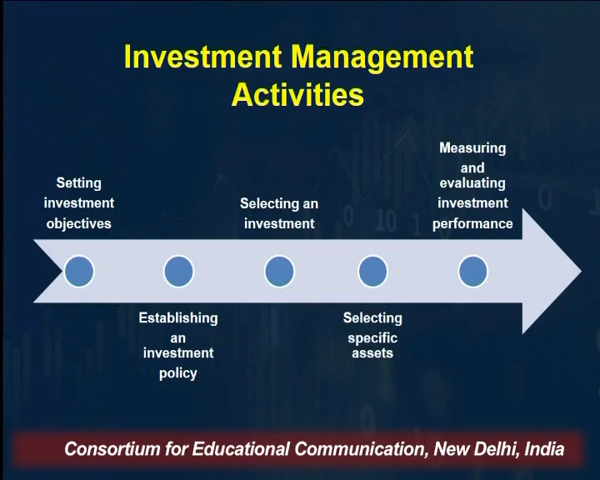 Investment Management
Activities
Setting
investment
objectives
Establishing
an
investment
policy
Selecting an
investment
Selecting
specific
assets
Measuring
and
evaluating
investment
performance
Consortium for Educational Communication, New Delhi, India